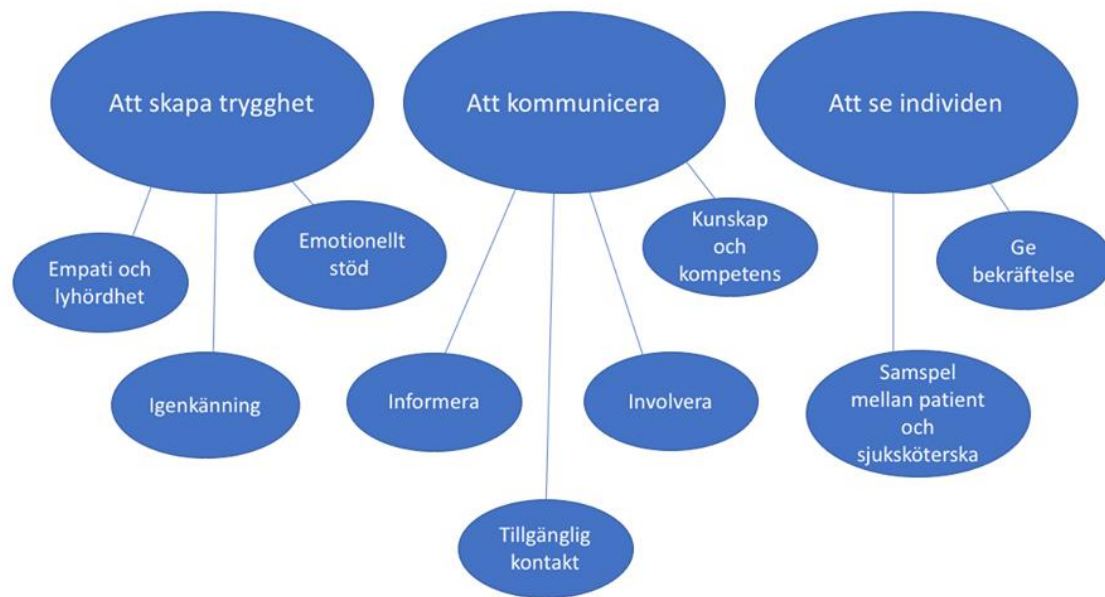 Att skapa trygghet
Att kommunicera
Att se individen
Empati och
lyhördhet
Igenkänning
Emotionellt
stöd
Informera
Tillgänglig
kontakt
Involvera
Kunskap
och
kompetens
Samspel
mellan patient
och
sjuksköterska
Ge
bekräftelse